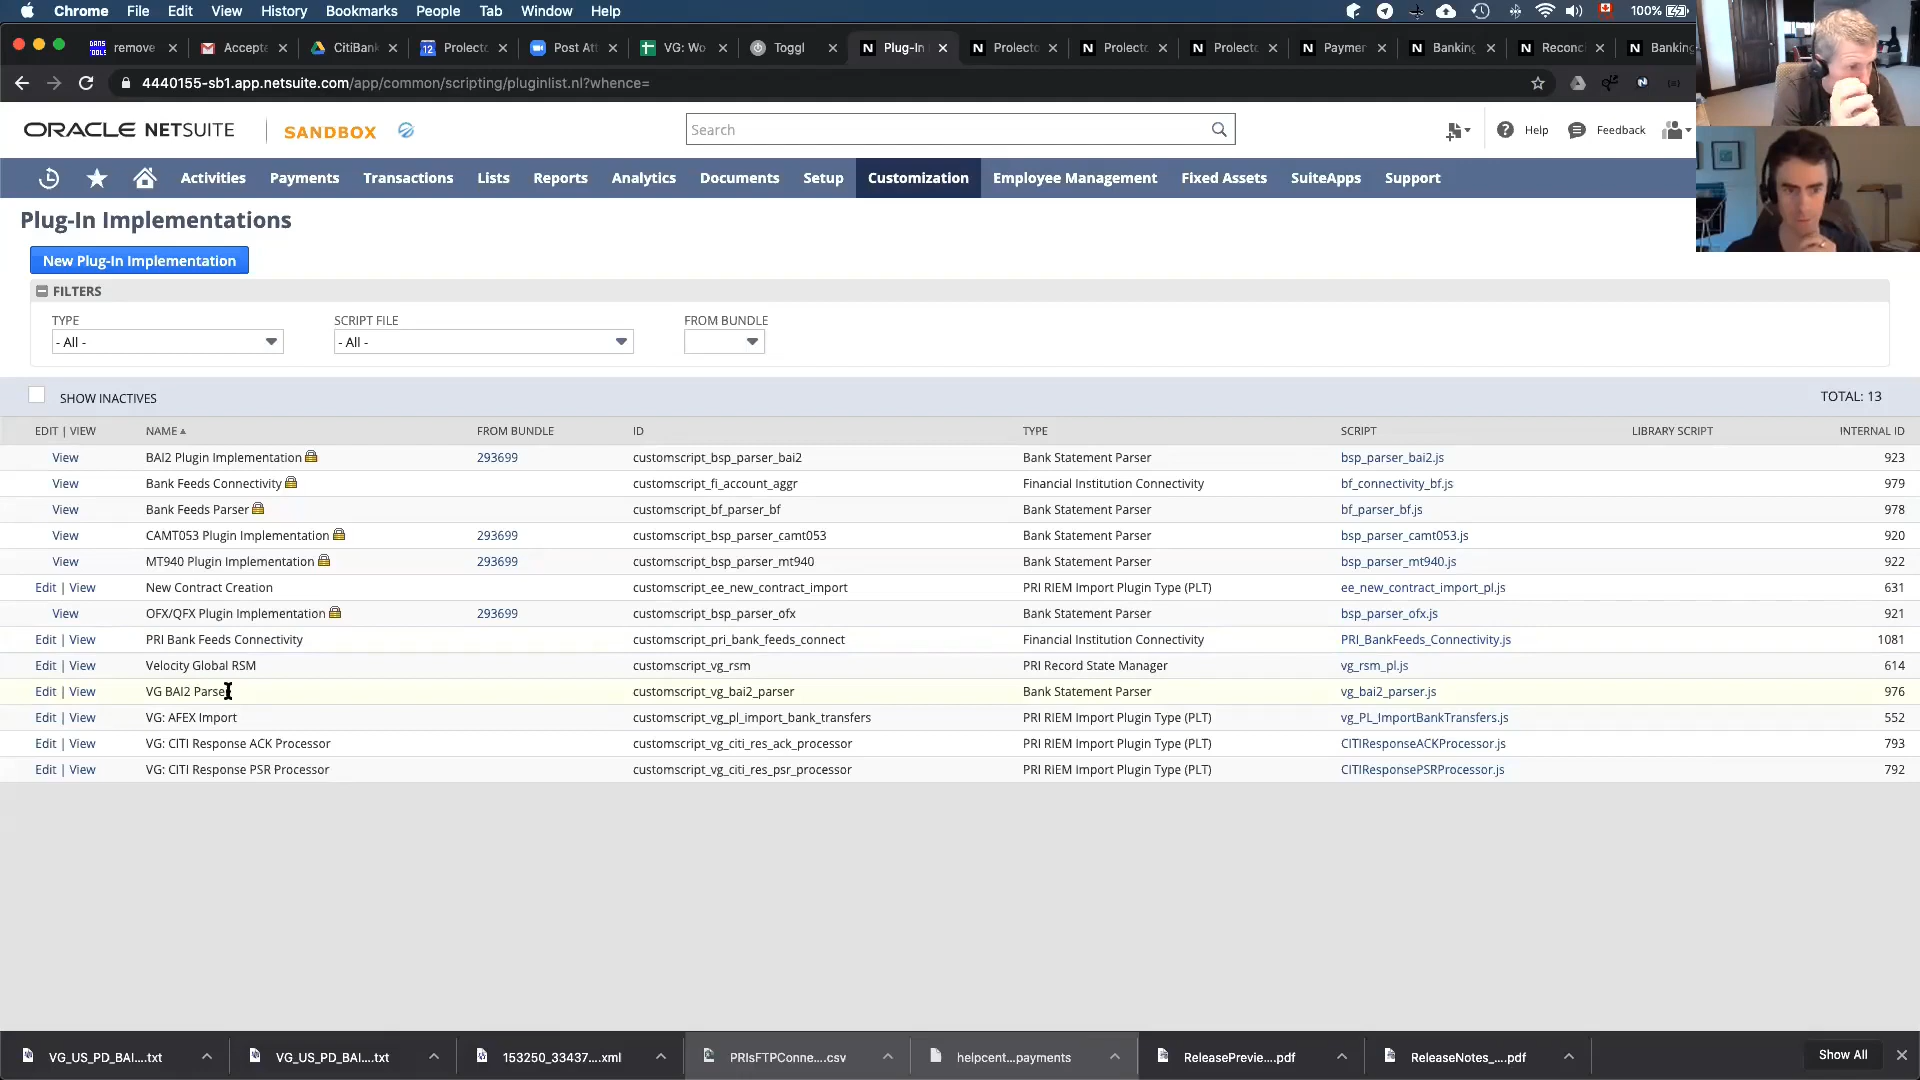 Chrome File Edit View History Bookmarks People Tab Window Help 100%
remove Accepta CitiBank Prolecto Post Att VG: Wo Toggl Plug-In Prolecto Prolecto Prolecto Paymen Banking Reconc Banking
4440155-sb1.app.netsuite.com/app/common/scripting/pluginlist.nl?whence=
ORACLE NETSUITE SANDBOX Search Help Feedback
Activities Payments Transactions Lists Reports Analytics Documents Setup Customization Employee Management Fixed Assets SuiteApps Support
Plug-In Implementations
New Plug-In Implementation
FILTERS
TYPE SCRIPT FILE FROM BUNDLE
- All - - All -
SHOW INACTIVES TOTAL: 13
EDIT | VIEW NAME FROM BUNDLE ID TYPE SCRIPT LIBRARY SCRIPT INTERNAL ID
View BAI2 Plugin Implementation 293699 customscript_bsp_parser_bai2 Bank Statement Parser bsp_parser_bai2.js 923
View Bank Feeds Connectivity customscript_fi_account_aggr Financial Institution Connectivity bf_connectivity_bf.js 979
View Bank Feeds Parser customscript_bf_parser_bf Bank Statement Parser bf_parser_bf.js 978
View CAMT053 Plugin Implementation 293699 customscript_bsp_parser_camt053 Bank Statement Parser bsp_parser_camt053.js 920
View MT940 Plugin Implementation 293699 customscript_bsp_parser_mt940 Bank Statement Parser bsp_parser_mt940.js 922
Edit | View New Contract Creation customscript_ee_new_contract_import PRI RIEM Import Plugin Type (PLT) ee_new_contract_import_pl.js 631
View OFX/QFX Plugin Implementation 293699 customscript_bsp_parser_ofx Bank Statement Parser bsp_parser_ofx.js 921
Edit | View PRI Bank Feeds Connectivity customscript_pri_bank_feeds_connect Financial Institution Connectivity PRI_BankFeeds_Connectivity.js 1081
Edit | View Velocity Global RSM customscript_vg_rsm PRI Record State Manager vg_rsm_pl.js 614
Edit | View VG BAI2 Parser customscript_vg_bai2_parser Bank Statement Parser vg_bai2_parser.js 976
Edit | View VG: AFEX Import customscript_vg_pl_import_bank_transfers PRI RIEM Import Plugin Type (PLT) vg_PL_ImportBankTransfers.js 552
Edit | View VG: CITI Response ACK Processor customscript_vg_citi_res_ack_processor PRI RIEM Import Plugin Type (PLT) CITIResponseACKProcessor.js 793
Edit | View VG: CITI Response PSR Processor customscript_vg_citi_res_psr_processor PRI RIEM Import Plugin Type (PLT) CITIResponsePSRProcessor.js 792
VG_US_PD_BAI....txt VG_US_PD_BAI....txt 153250_33437....xml PRIsFTPConne....csv helpcent...payments ReleasePrevie....pdf ReleaseNotes_....pdf Show All